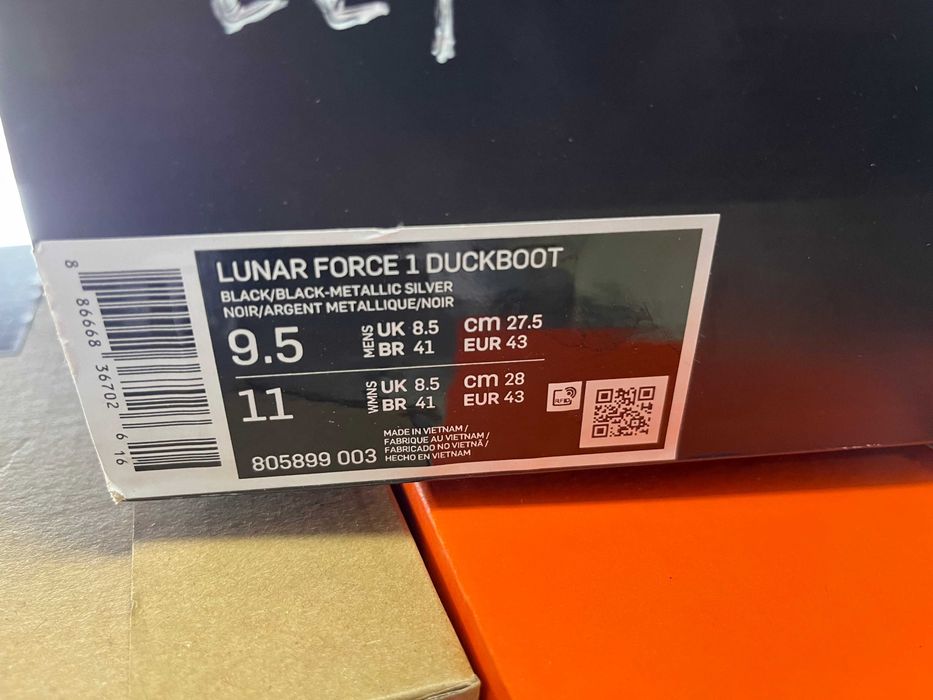 LUNAR FORCE 1 DUCKBOOT
BLACK/BLACK-METALLIC SILVER
NOIR/ARGENT METALLIQUE/NOIR
9.5 MENS UK 8.5 cm 27.5
BR 41 EUR 43
11 WMNS UK 8.5 cm 28
BR 41 EUR 43
RFID
MADE IN VIETNAM /
FABRIQUE AU VIETNAM /
FABRICADO NO VIETNÃ /
HECHO EN VIETNAM
805899 003
8 86668 36702 6 16